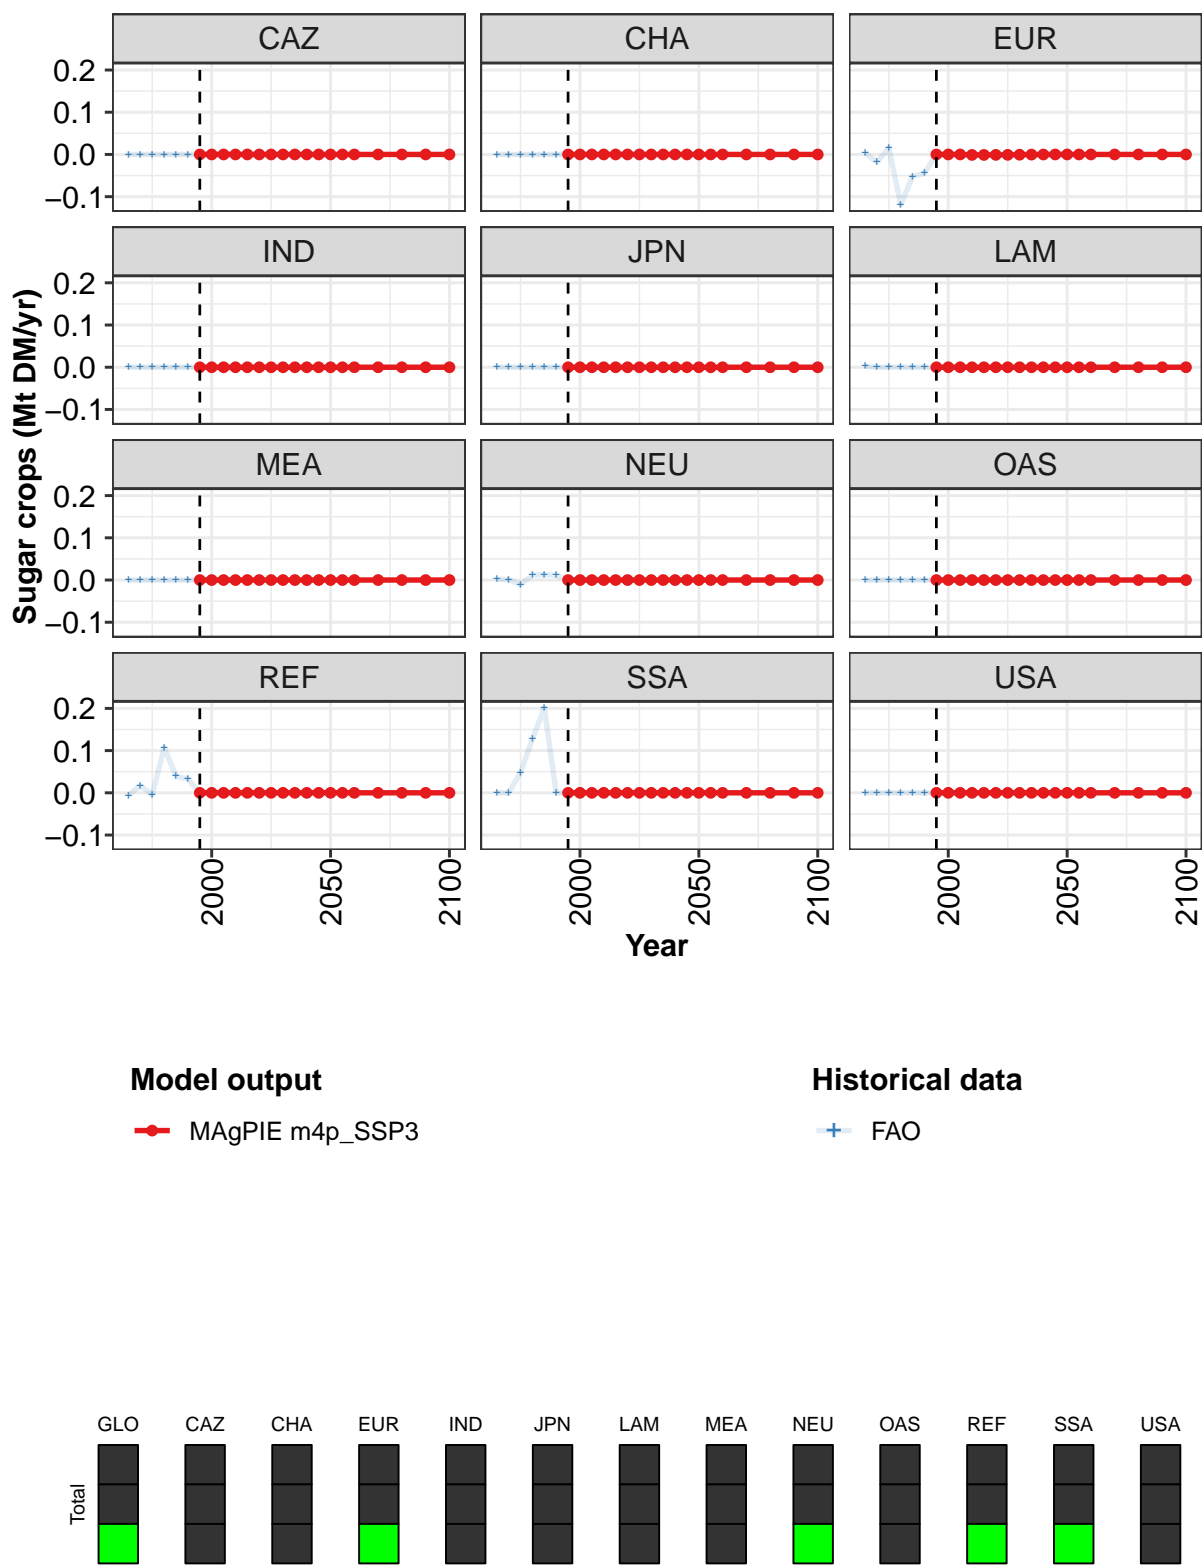 CAZ CHA EUR
0.2
0.1
0.0
−0.1
IND JPN LAM
0.2
0.1
0.0
−0.1
MEA NEU OAS
0.2
0.1
0.0
−0.1
REF SSA USA
0.2
0.1
0.0
−0.1
2000 2050 2100 2000 2050 2100 2000 2050 2100
Year
Sugar crops (Mt DM/yr)
Model output Historical data
MAgPIE m4p_SSP3 FAO
GLO CAZ CHA EUR IND JPN LAM MEA NEU OAS REF SSA USA
Total